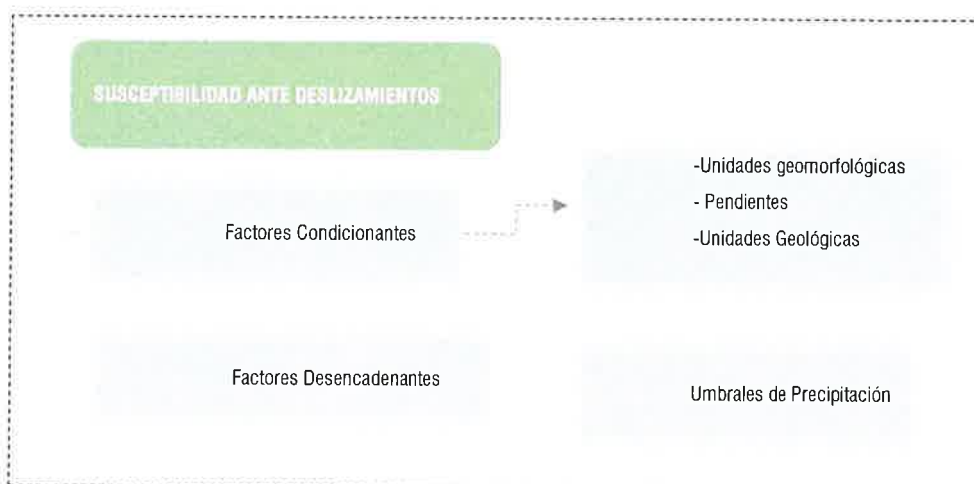 SUSCEPTIBILIDAD ANTE DESLIZAMIENTOS
Factores Condicionantes
-Unidades geomorfológicas
- Pendientes
-Unidades Geológicas
Factores Desencadenantes
Umbrales de Precipitación